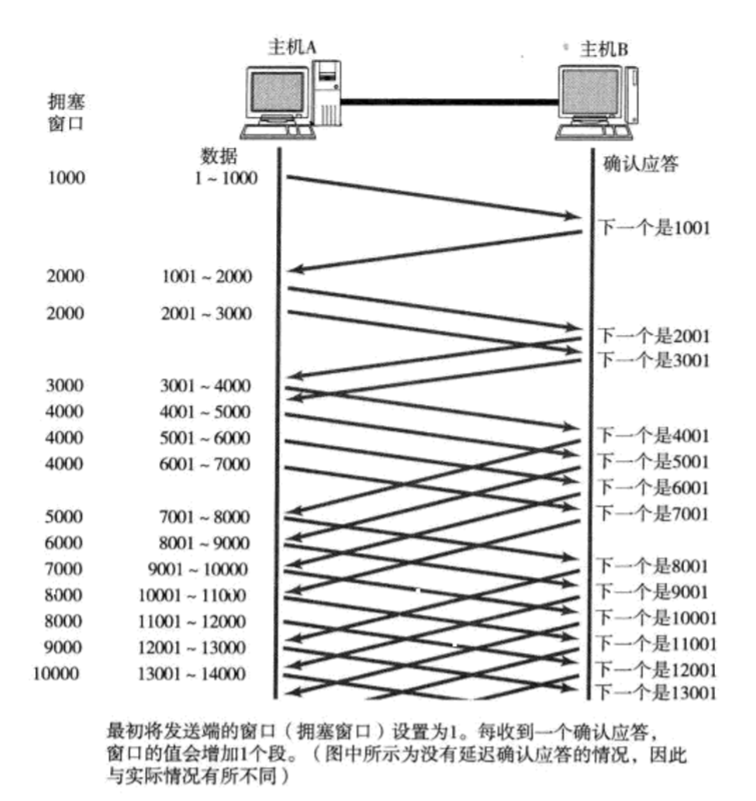 主机A 主机B
拥塞
窗口
数据 确认应答
1000 1 ~ 1000
下一个是1001
2000 1001 ~ 2000
2000 2001 ~ 3000
下一个是2001
下一个是3001
3000 3001 ~ 4000
4000 4001 ~ 5000
下一个是4001
4000 5001 ~ 6000
下一个是5001
4000 6001 ~ 7000
下一个是6001
下一个是7001
5000 7001 ~ 8000
6000 8001 ~ 9000
7000 9001 ~ 10000
下一个是8001
8000 10001 ~ 11000
下一个是9001
8000 11001 ~ 12000
下一个是10001
9000 12001 ~ 13000
下一个是11001
10000 13001 ~ 14000
下一个是12001
下一个是13001
最初将发送端的窗口（拥塞窗口）设置为1。每收到一个确认应答，
窗口的值会增加1个段。（图中所示为没有延迟确认应答的情况，因此
与实际情况有所不同）